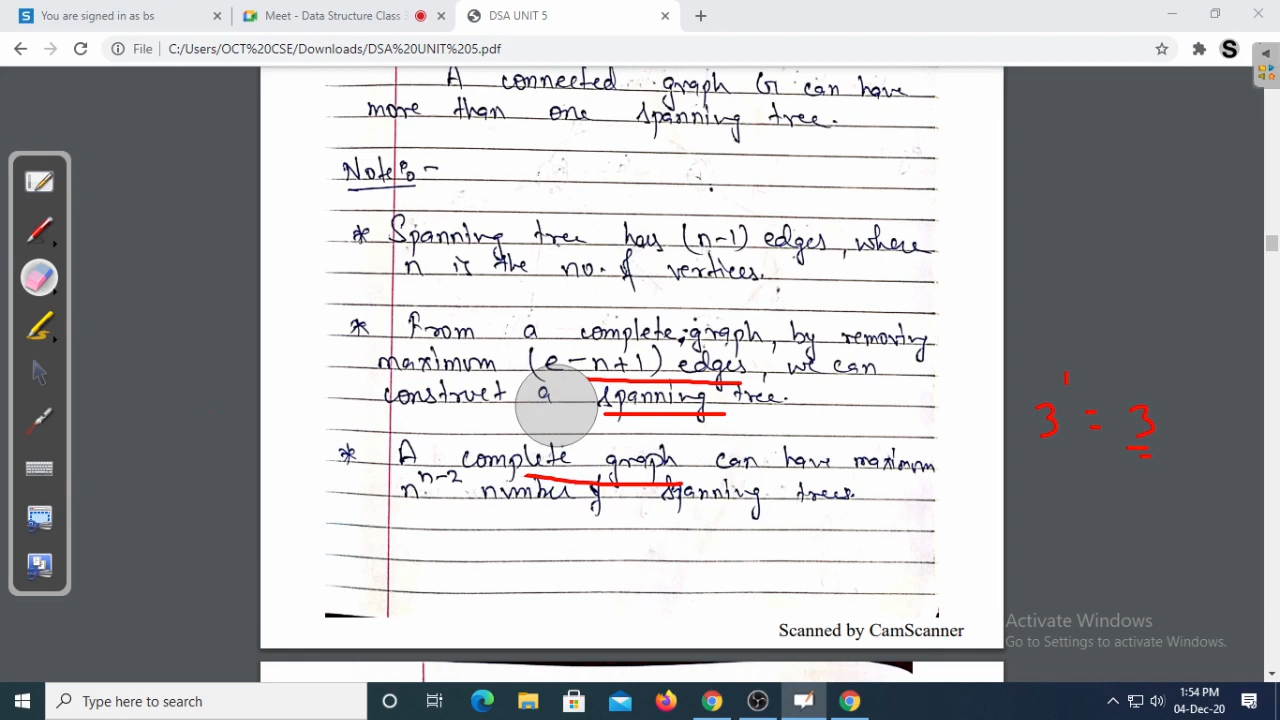 You are signed in as bs
Meet - Data Structure Class 3
DSA UNIT 5
File
C:/Users/OCT%20CSE/Downloads/DSA%20UNIT%205.pdf
A connected graph G can have
more than one spanning tree.
Note:-
* Spanning tree has (n-1) edges, where
n is the no. of vertices.
* From a complete graph, by removing
maximum (e-n+1) edges, we can
construct a spanning tree.
* A complete graph can have maximum
n^n-2 number of spanning trees.
3^1 = 3
Scanned by CamScanner
Activate Windows
Go to Settings to activate Windows.
Type here to search
1:54 PM
04-Dec-20